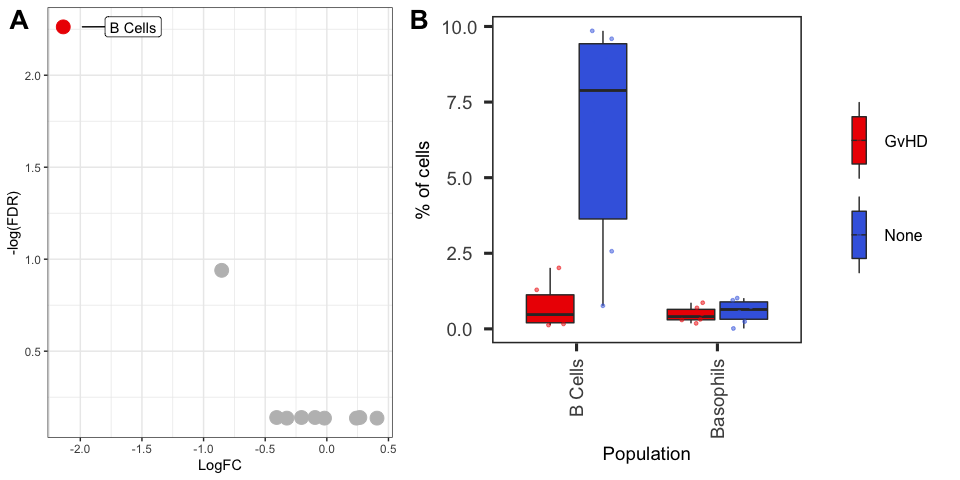 A
B Cells
2.0
1.5
1.0
0.5
-2.0 -1.5 -1.0 -0.5 0.0 0.5
LogFC
-log(FDR)
B
10.0
7.5
5.0
2.5
0.0
% of cells
B Cells
Basophils
Population
GvHD
None